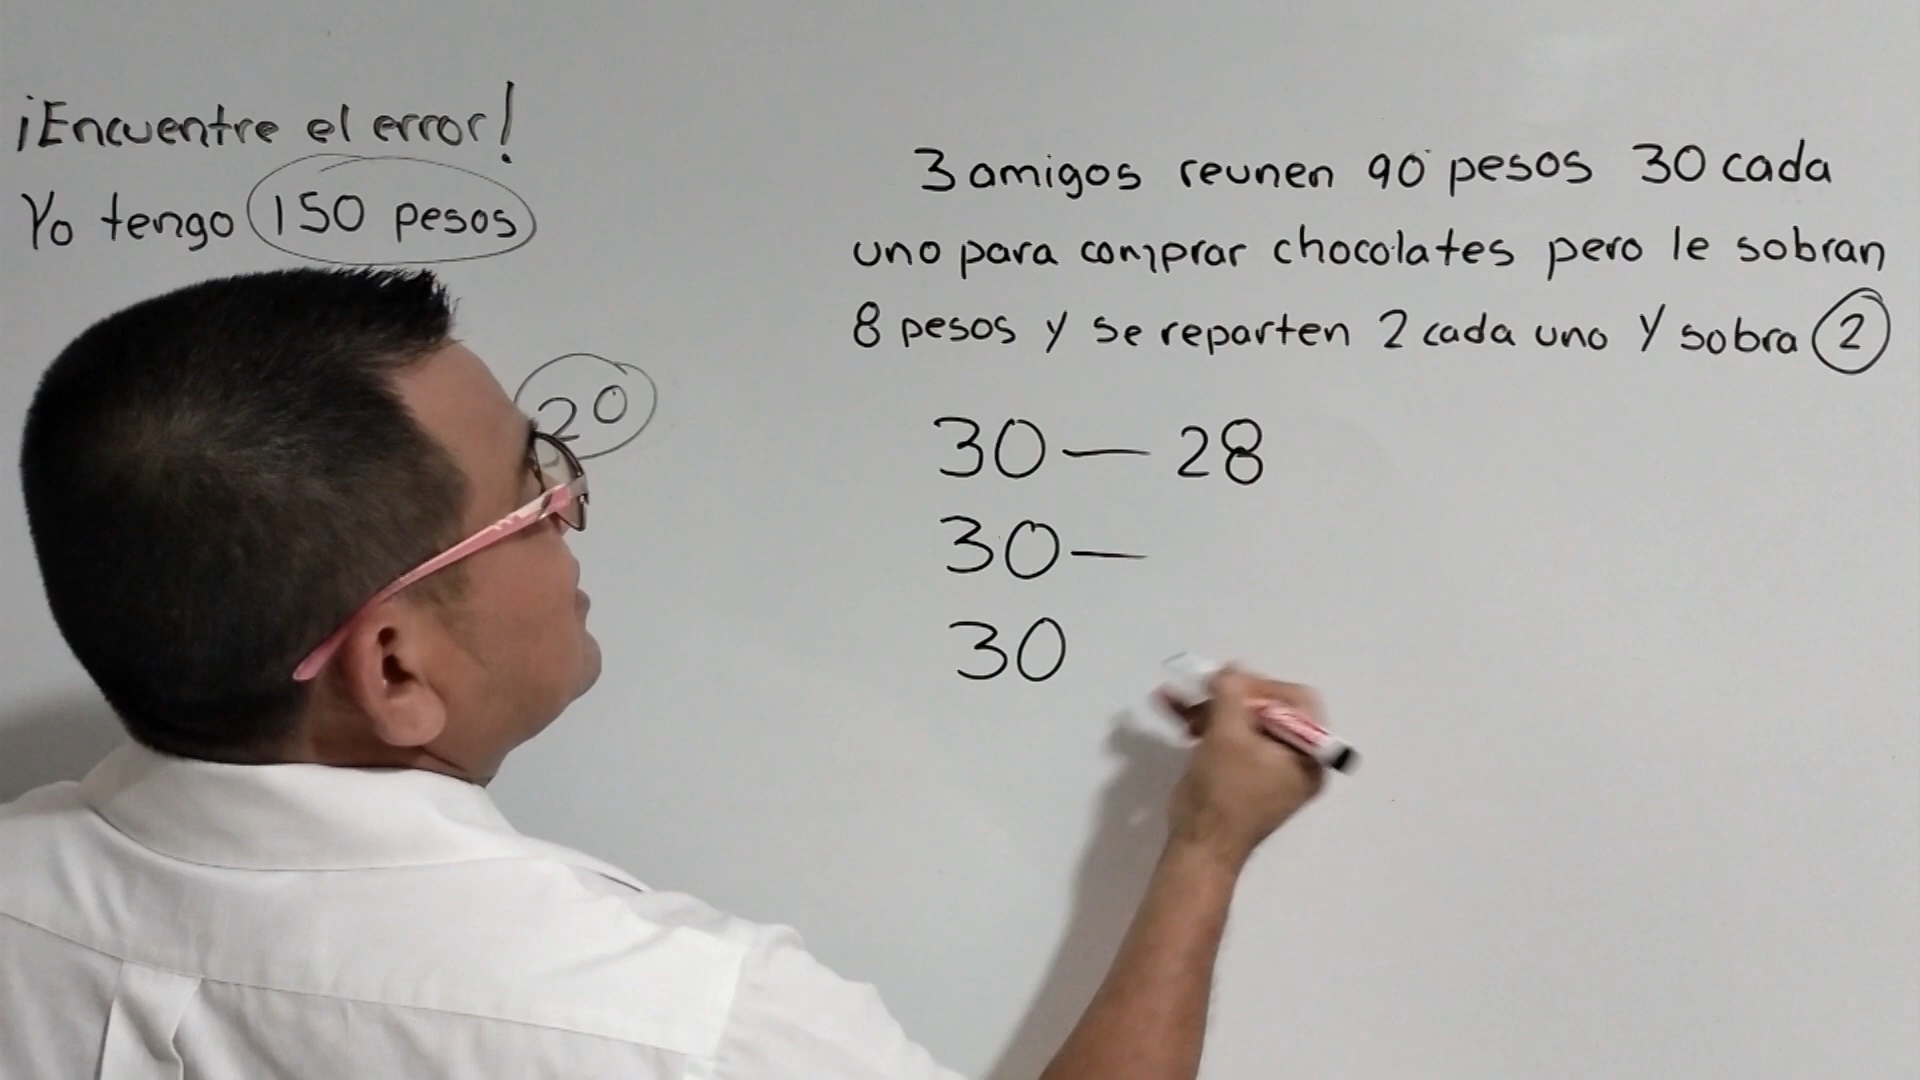 ¡Encuentre el error!
Yo tengo 150 pesos
20
3 amigos reunen 90 pesos 30 cada
uno para comprar chocolates pero le sobran
8 pesos y se reparten 2 cada uno Y sobra 2
30 — 28
30 —
30